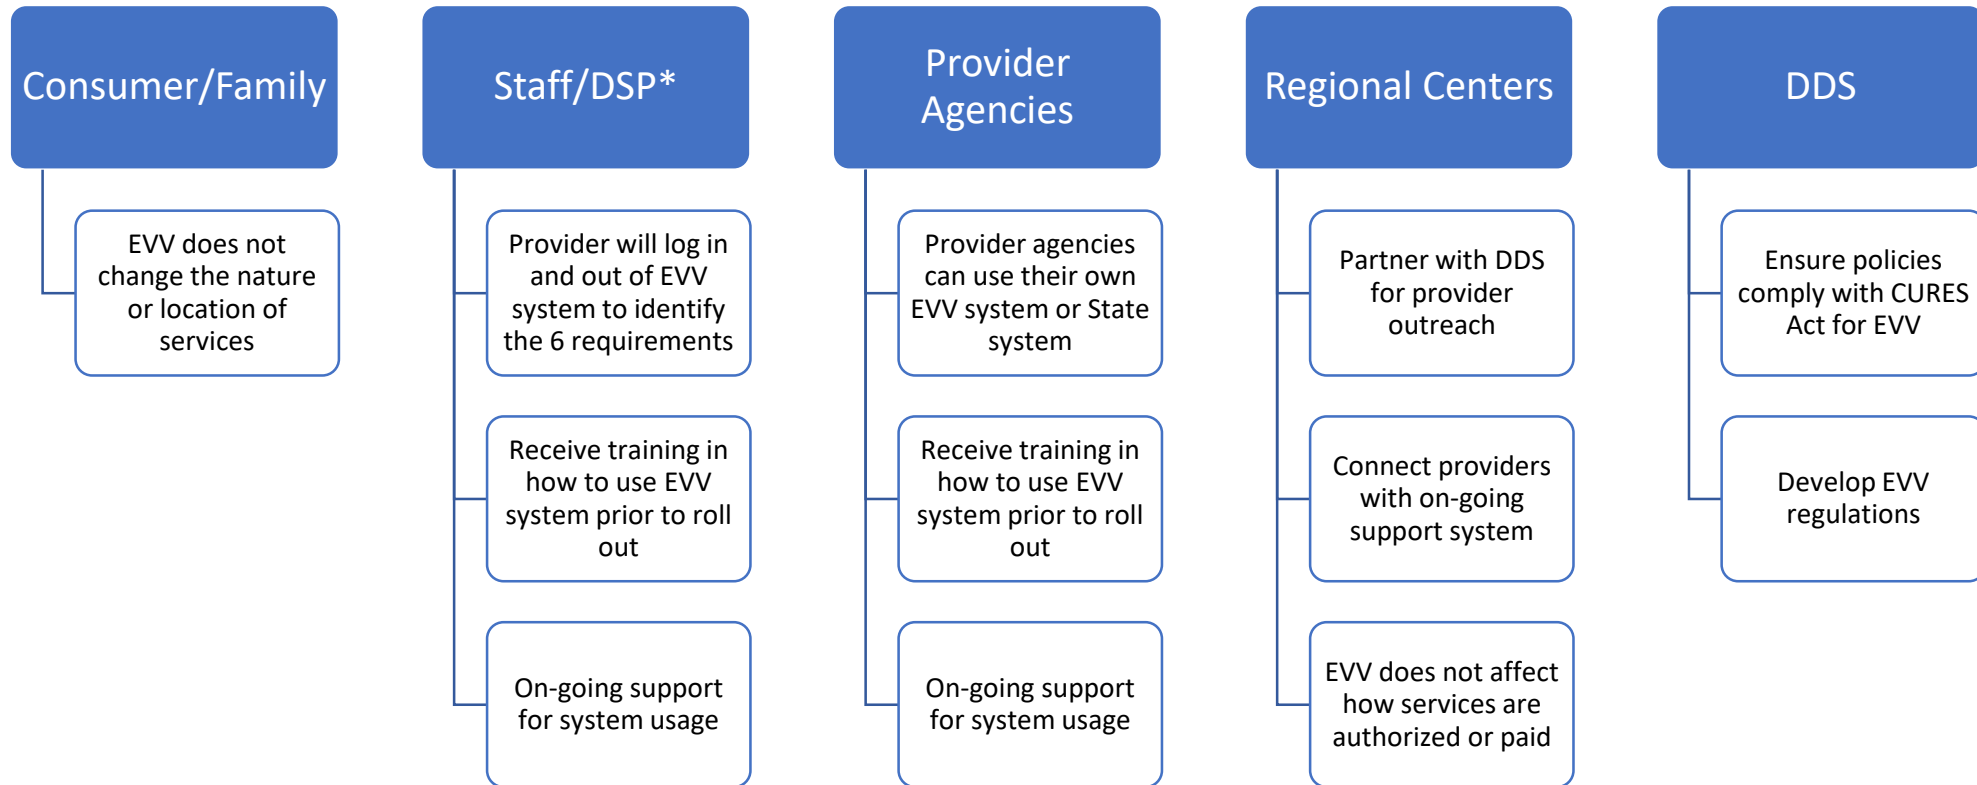 Consumer/Family
EVV does not
change the nature
or location of
services
Staff/DSP*
Provider will log in
and out of EVV
system to identify
the 6 requirements
Receive training in
how to use EVV
system prior to roll
out
On-going support
for system usage
Provider
Agencies
Provider agencies
can use their own
EVV system or State
system
Receive training in
how to use EVV
system prior to roll
out
On-going support
for system usage
Regional Centers
Partner with DDS
for provider
outreach
Connect providers
with on-going
support system
EVV does not affect
how services are
authorized or paid
DDS
Ensure policies
comply with CURES
Act for EVV
Develop EVV
regulations